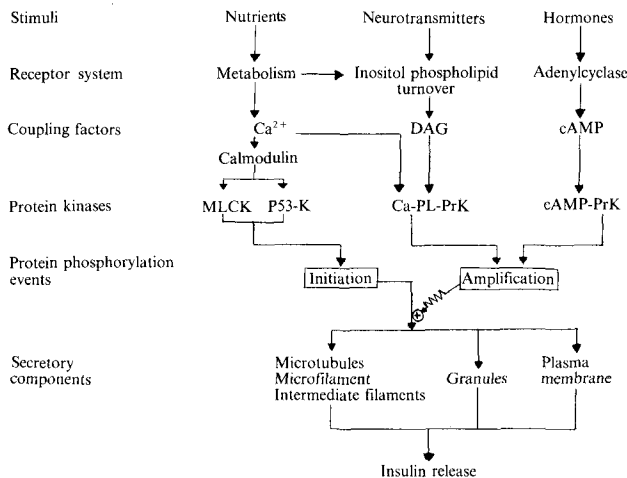 Stimuli Nutrients Neurotransmitters Hormones
Receptor system Metabolism Inositol phospholipid turnover Adenylcyclase
Coupling factors Ca²⁺ DAG cAMP
Calmodulin
Protein kinases MLCK P53-K Ca-PL-PrK cAMP-PrK
Protein phosphorylation
events
Initiation Amplification
+
Secretory
components
Microtubules
Microfilament
Intermediate filaments
Granules
Plasma
membrane
Insulin release